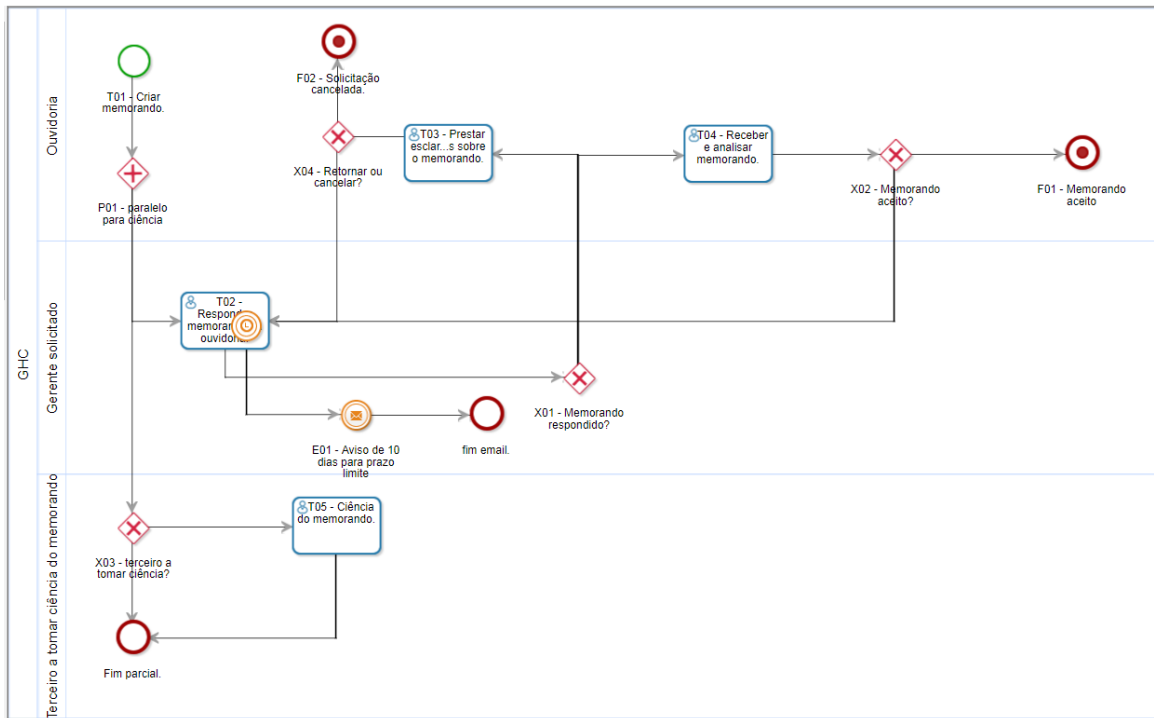 GHC
Ouvidoria
T01 - Criar
memorando.
P01 - paralelo
para ciência
F02 - Solicitação
cancelada.
X04 - Retornar ou
cancelar?
T03 - Prestar
esclar...s sobre
o memorando.
T04 - Receber
e analisar
memorando.
X02 - Memorando
aceito?
F01 - Memorando
aceito
Gerente solicitado
T02 -
memoran
ouvidoria.
E01 - Aviso de 10
dias para prazo
limite
fim email.
X01 - Memorando
respondido?
Terceiro a tomar ciência do memorando
X03 - terceiro a
tomar ciência?
T05 - Ciência
do memorando.
Fim parcial.